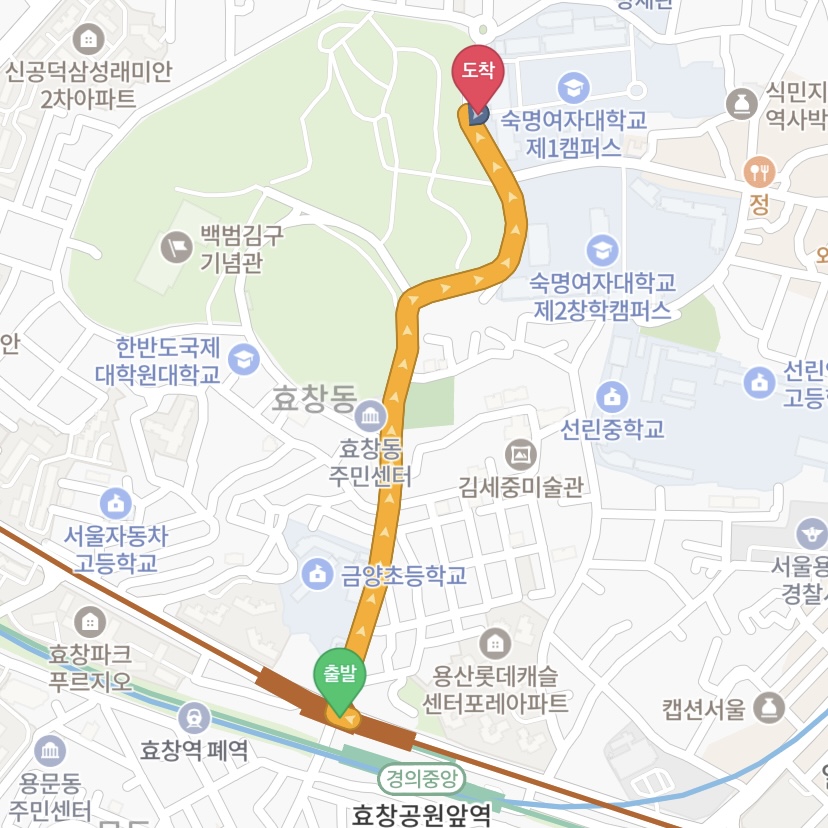 신공덕삼성래미안
2차아파트
도착
숙명여자대학교
제1캠퍼스
식민지
역사박
정
백범김구
기념관
숙명여자대학교
제2창학캠퍼스
안
한반도국제
대학원대학교
효창동
효창동
주민센터
선린중학교
선린인
고등학
김세중미술관
서울자동차
고등학교
금양초등학교
서울용
경찰서
효창파크
푸르지오
출발
용산롯데캐슬
센터포레아파트
캡션서울
효창역 폐역
용문동
주민센터
경의중앙
효창공원앞역